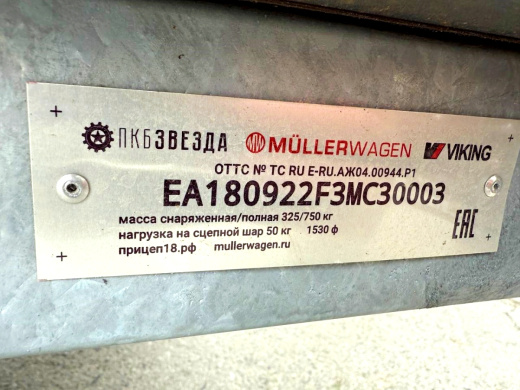 ПКБЗВЕЗДА MÜLLERWAGEN VIKING
ОТТС № ТС RU Е-RU.АЖ04.00944.Р1
EA180922F3MC30003
масса снаряженная/полная 325/750 кг
нагрузка на сцепной шар 50 кг 1530 ф
прицеп18.рф mullerwagen.ru
EAC